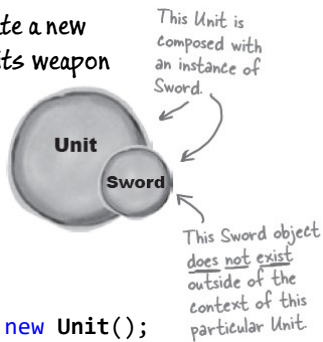 te a new
its weapon
This Unit is
composed with
an instance of
Sword.
Unit
Sword
This Sword object
does not exist
outside of the
context of this
particular Unit.
new Unit();